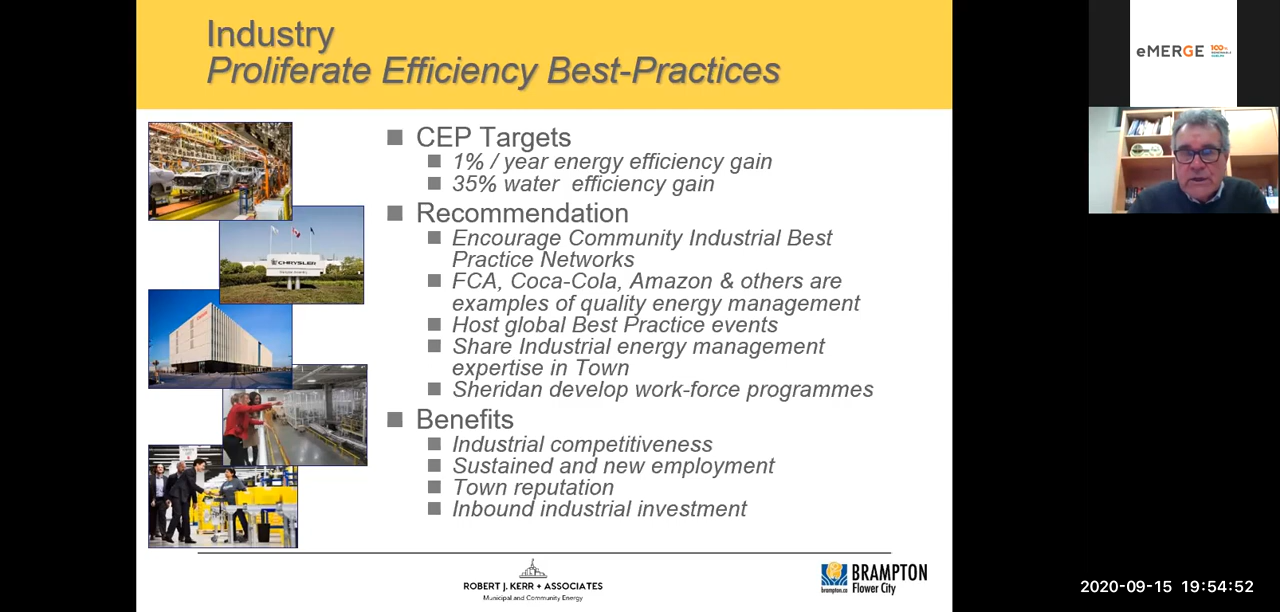 Industry
Proliferate Efficiency Best-Practices
CEP Targets
1% / year energy efficiency gain
35% water efficiency gain
Recommendation
Encourage Community Industrial Best
Practice Networks
FCA, Coca-Cola, Amazon & others are
examples of quality energy management
Host global Best Practice events
Share Industrial energy management
expertise in Town
Sheridan develop work-force programmes
Benefits
Industrial competitiveness
Sustained and new employment
Town reputation
Inbound industrial investment
CHRYSLER
ROBERT J. KERR + ASSOCIATES
Municipal and Community Energy
BRAMPTON
brampton.ca Flower City
eMERGE
100%
2020-09-15 19:54:52